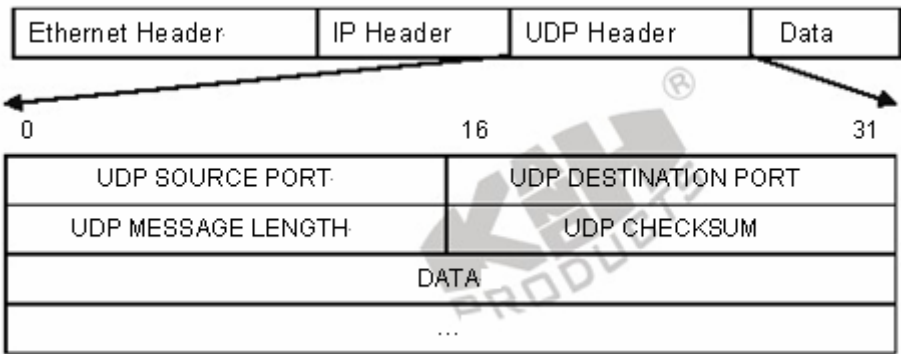 Ethernet Header IP Header UDP Header Data
0 16 31
UDP SOURCE PORT UDP DESTINATION PORT
UDP MESSAGE LENGTH UDP CHECKSUM
DATA
...
K&H ®
PRODUCTS